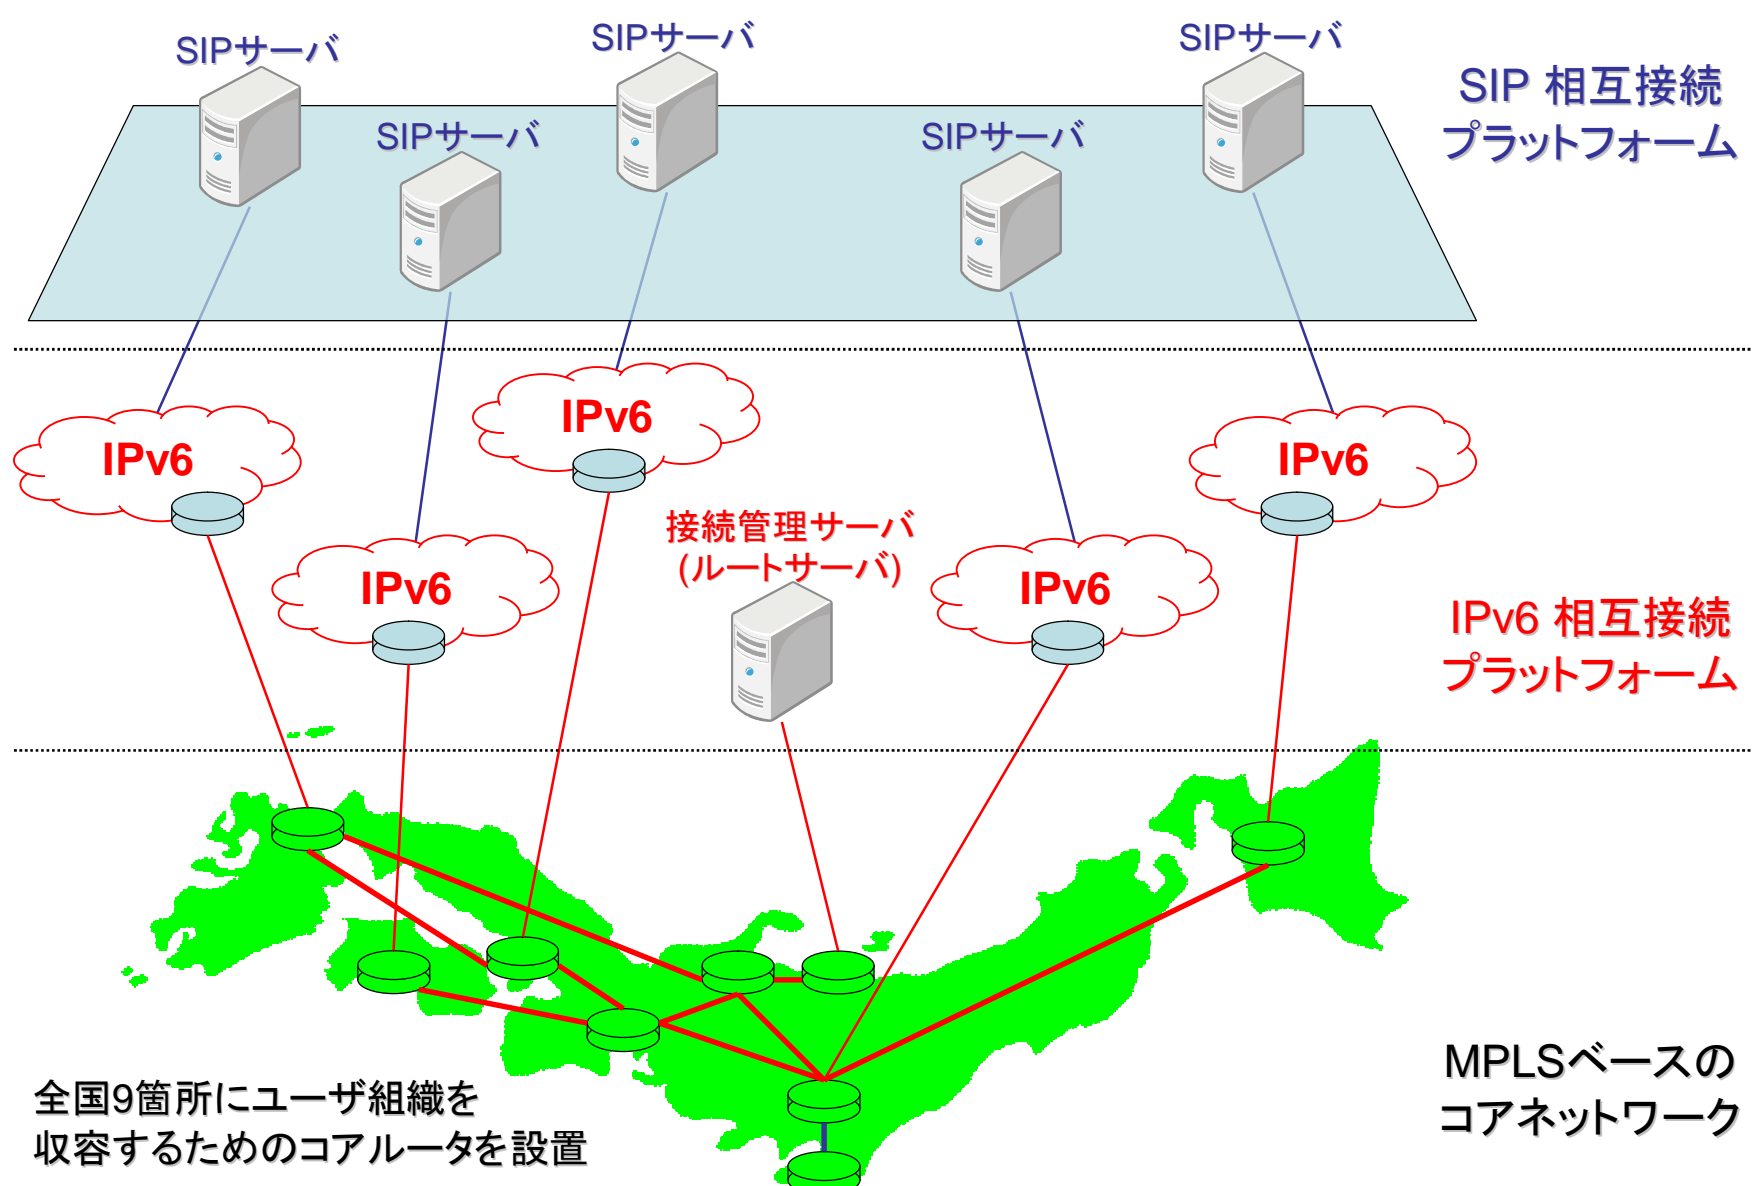 SIPサーバ
SIPサーバ
SIPサーバ
SIP 相互接続
プラットフォーム
SIPサーバ
SIPサーバ
IPv6
IPv6
IPv6
接続管理サーバ
(ルートサーバ)
IPv6
IPv6
IPv6 相互接続
プラットフォーム
MPLSベースの
コアネットワーク
全国9箇所にユーザ組織を
収容するためのコアルータを設置